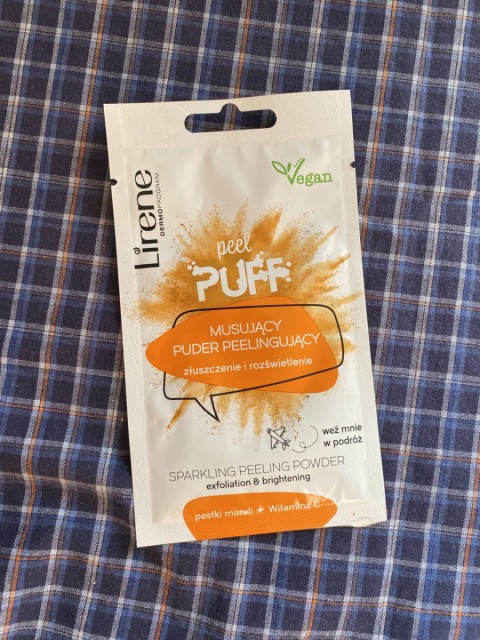 Lirene
DERMOPROGRAM
Vegan
peel
PUFF
MUSUJĄCY
PUDER PEELINGUJĄCY
złuszczenie i rozświetlenie
weź mnie
w podróż
SPARKLING PEELING POWDER
exfoliation & brightening
pestki moreli + Witamina C